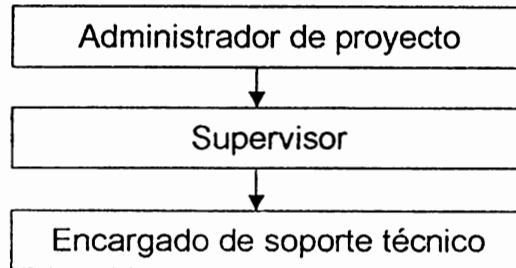 Administrador de proyecto
Supervisor
Encargado de soporte técnico